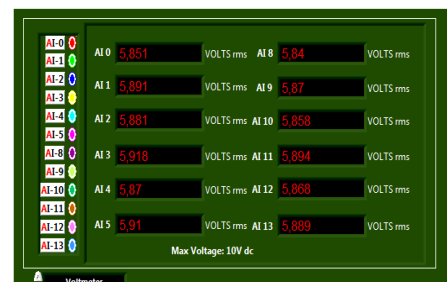 AI-0
AI-1
AI-2
AI-3
AI-4
AI-5
AI-8
AI-9
AI-10
AI-11
AI-12
AI-13
AI 0 5,851 VOLTS rms AI 8 5,84 VOLTS rms
AI 1 5,891 VOLTS rms AI 9 5,87 VOLTS rms
AI 2 5,881 VOLTS rms AI 10 5,858 VOLTS rms
AI 3 5,918 VOLTS rms AI 11 5,894 VOLTS rms
AI 4 5,87 VOLTS rms AI 12 5,868 VOLTS rms
AI 5 5,91 VOLTS rms AI 13 5,889 VOLTS rms
Max Voltage: 10V dc
Voltmeter